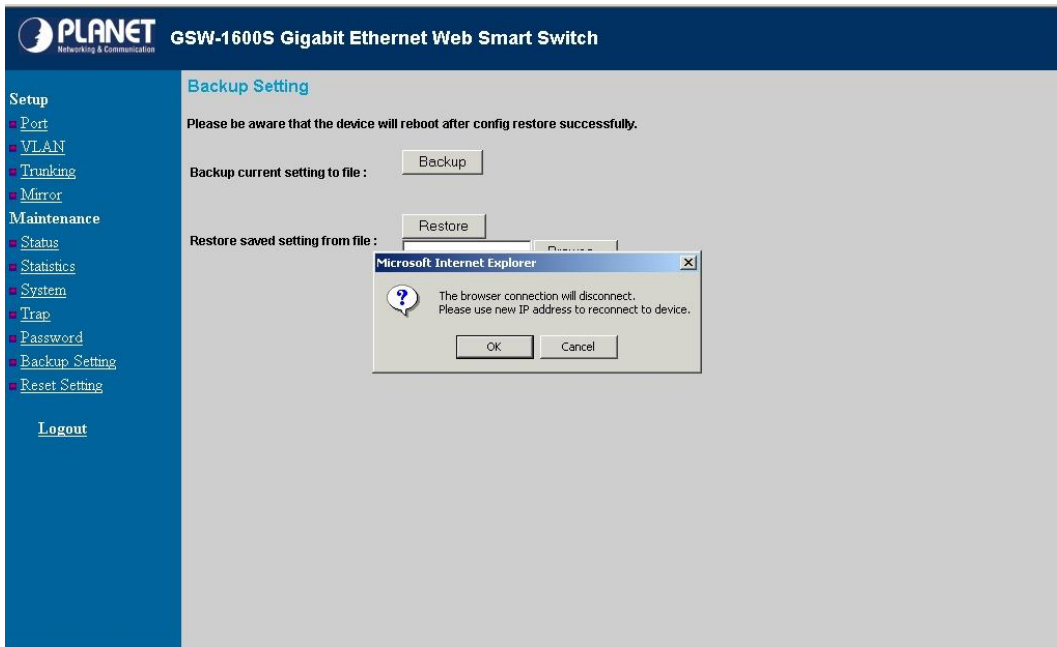 PLANET
Networking & Communication
GSW-1600S Gigabit Ethernet Web Smart Switch
Setup
Port
VLAN
Trunking
Mirror
Maintenance
Status
Statistics
System
Trap
Password
Backup Setting
Reset Setting
Logout
Backup Setting
Please be aware that the device will reboot after config restore successfully.
Backup current setting to file :
Backup
Restore
Restore saved setting from file :
Microsoft Internet Explorer
The browser connection will disconnect.
Please use new IP address to reconnect to device.
OK
Cancel